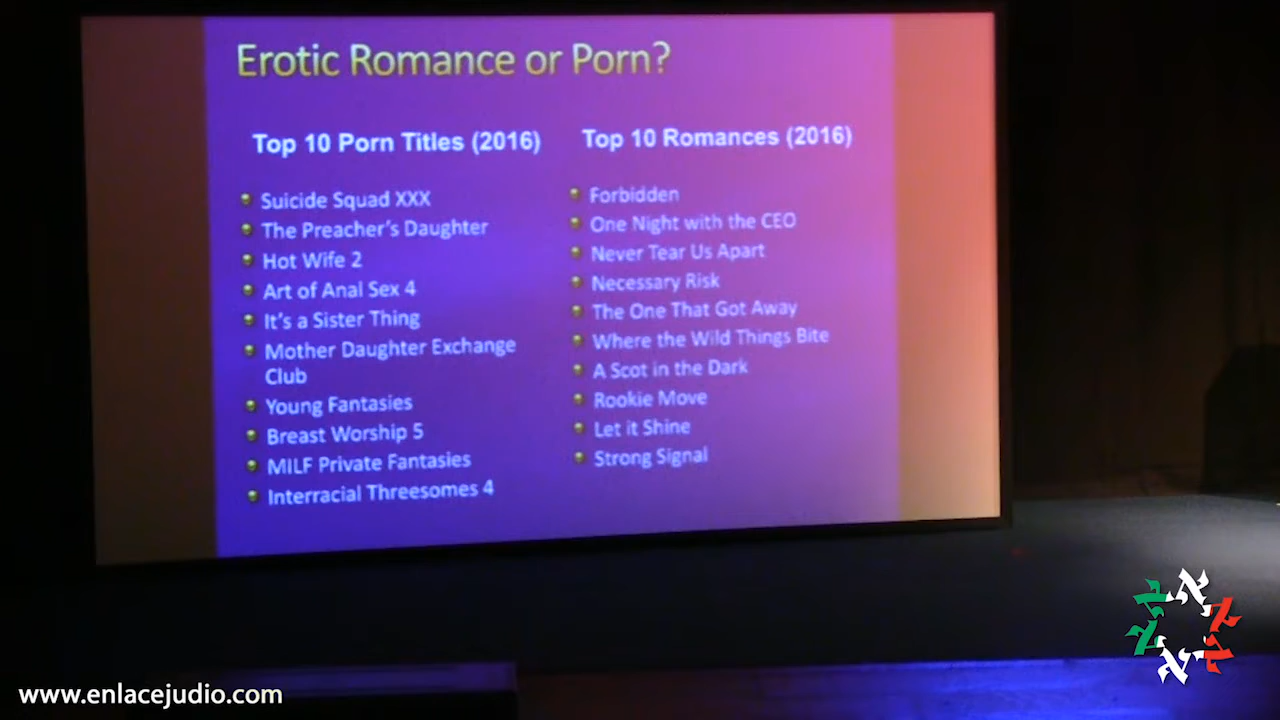 Erotic Romance or Porn?
Top 10 Porn Titles (2016)
Suicide Squad XXX
The Preacher's Daughter
Hot Wife 2
Art of Anal Sex 4
It's a Sister Thing
Mother Daughter Exchange
Club
Young Fantasies
Breast Worship 5
MILF Private Fantasies
Interracial Threesomes 4
Top 10 Romances (2016)
Forbidden
One Night with the CEO
Never Tear Us Apart
Necessary Risk
The One That Got Away
Where the Wild Things Bite
A Scot in the Dark
Rookie Move
Let it Shine
Strong Signal
www.enlacejudio.com